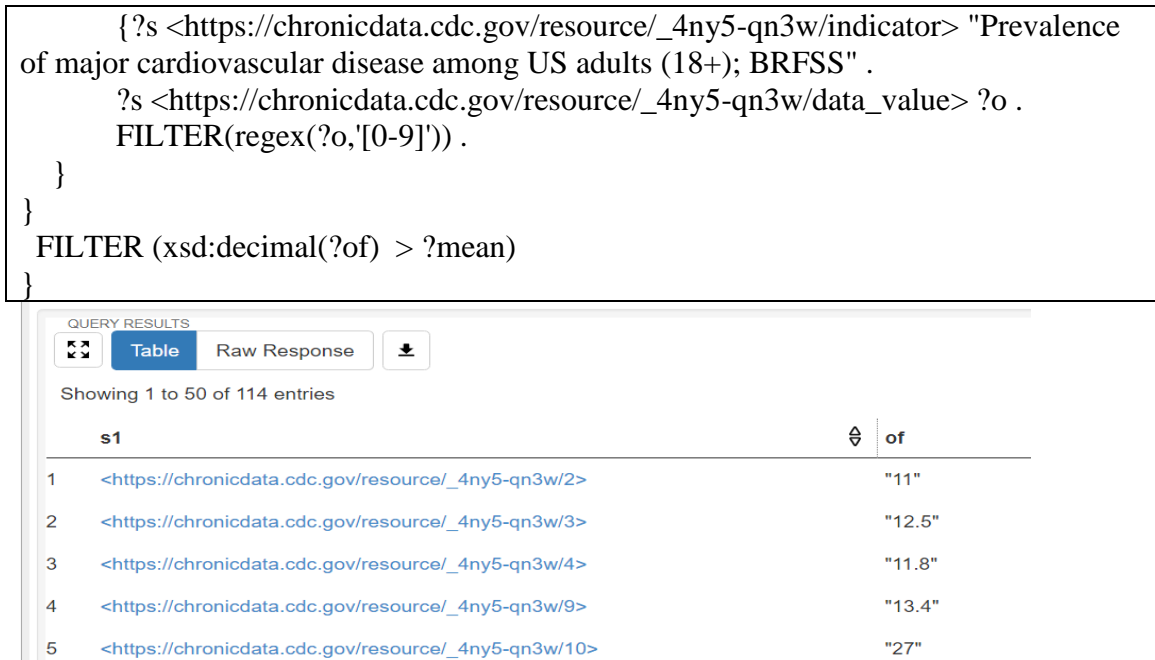 {?s <https://chronicdata.cdc.gov/resource/_4ny5-qn3w/indicator> "Prevalence
of major cardiovascular disease among US adults (18+); BRFSS" .
?s <https://chronicdata.cdc.gov/resource/_4ny5-qn3w/data_value> ?o .
FILTER(regex(?o,'[0-9]')) .
}
}
FILTER (xsd:decimal(?of) > ?mean)
}
QUERY RESULTS
Table Raw Response
Showing 1 to 50 of 114 entries
s1 of
1 <https://chronicdata.cdc.gov/resource/_4ny5-qn3w/2> "11"
2 <https://chronicdata.cdc.gov/resource/_4ny5-qn3w/3> "12.5"
3 <https://chronicdata.cdc.gov/resource/_4ny5-qn3w/4> "11.8"
4 <https://chronicdata.cdc.gov/resource/_4ny5-qn3w/9> "13.4"
5 <https://chronicdata.cdc.gov/resource/_4ny5-qn3w/10> "27"